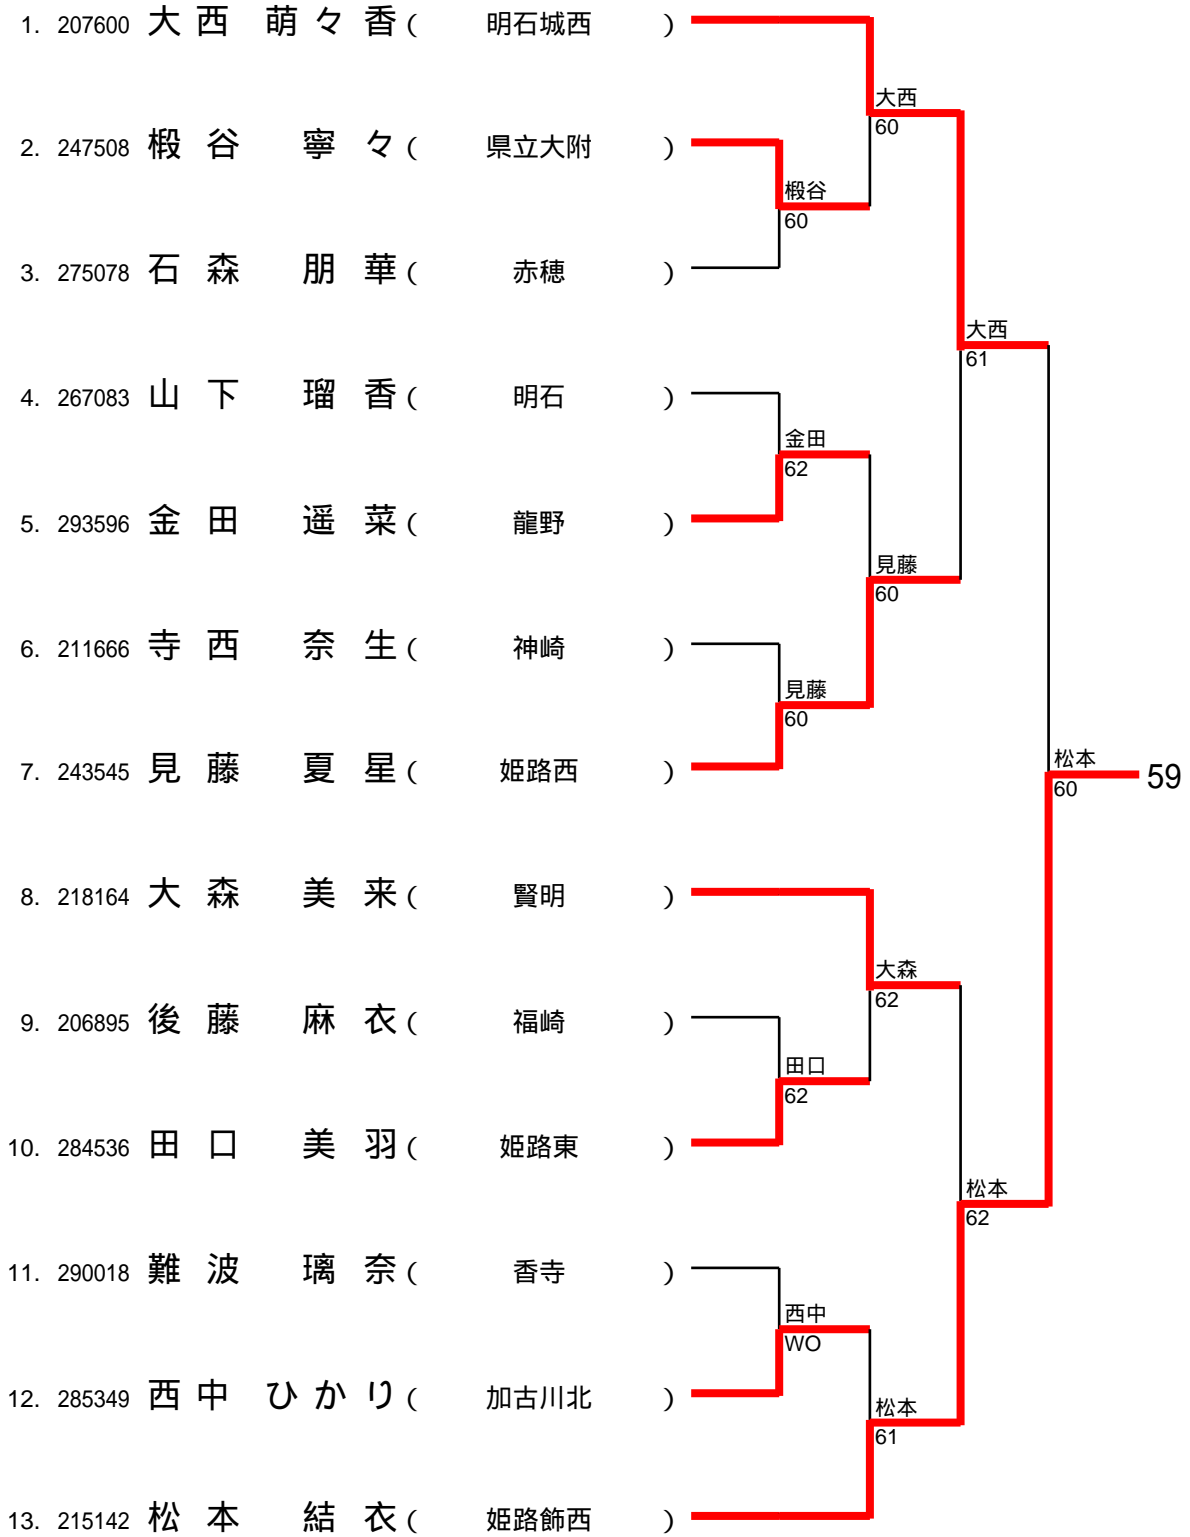 1. 207600 大西 萌々香 ( 明石城西 )
大西
60
2. 247508 椴谷 寧々 ( 県立大附 )
椴谷
60
3. 275078 石森 朋華 ( 赤穂 )
大西
61
4. 267083 山下 瑠香 ( 明石 )
金田
62
5. 293596 金田 遥菜 ( 龍野 )
見藤
60
6. 211666 寺西 奈生 ( 神崎 )
見藤
60
7. 243545 見藤 夏星 ( 姫路西 )
松本
60 59
8. 218164 大森 美来 ( 賢明 )
大森
62
9. 206895 後藤 麻衣 ( 福崎 )
田口
62
10. 284536 田口 美羽 ( 姫路東 )
松本
62
11. 290018 難波 璃奈 ( 香寺 )
西中
WO
12. 285349 西中 ひかり ( 加古川北 )
松本
61
13. 215142 松本 結衣 ( 姫路飾西 )